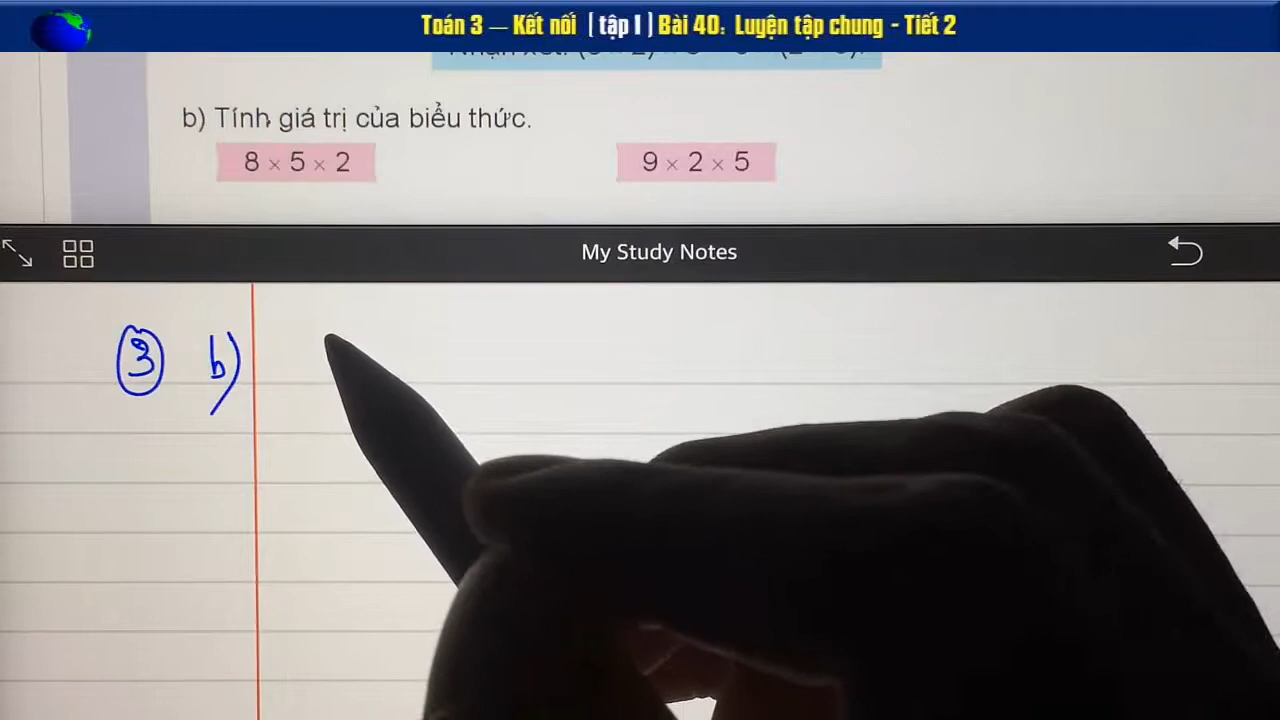 Toán 3 – Kết nối [ tập 1 ] Bài 40: Luyện tập chung - Tiết 2
b) Tính giá trị của biểu thức.
8 × 5 × 2
9 × 2 × 5
My Study Notes
3 b)